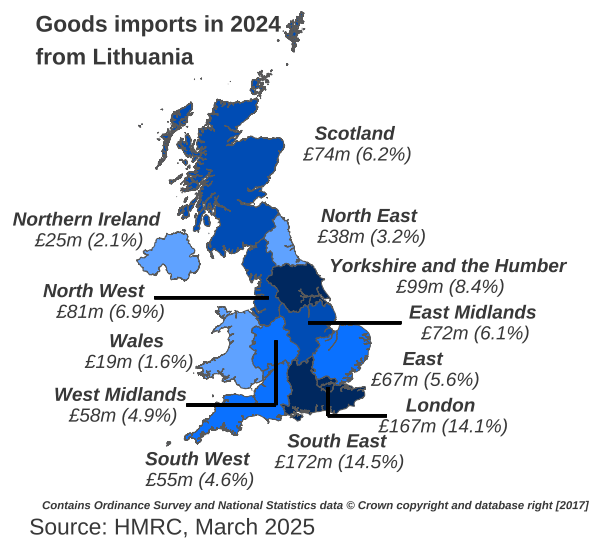 Goods imports in 2024
from Lithuania
Scotland
£74m (6.2%)
Northern Ireland
£25m (2.1%)
North East
£38m (3.2%)
Yorkshire and the Humber
£99m (8.4%)
North West
£81m (6.9%)
East Midlands
£72m (6.1%)
Wales
£19m (1.6%)
East
£67m (5.6%)
West Midlands
£58m (4.9%)
London
£167m (14.1%)
South East
£172m (14.5%)
South West
£55m (4.6%)
Contains Ordinance Survey and National Statistics data © Crown copyright and database right [2017]
Source: HMRC, March 2025